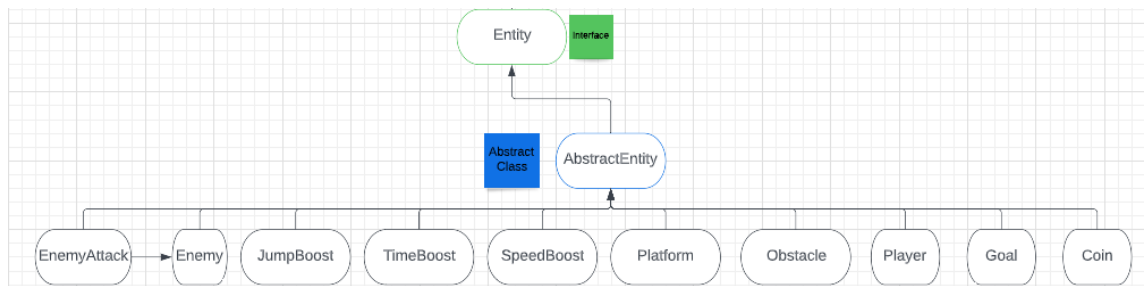 Entity
Interface
Abstract
Class
AbstractEntity
EnemyAttack
Enemy
JumpBoost
TimeBoost
SpeedBoost
Platform
Obstacle
Player
Goal
Coin